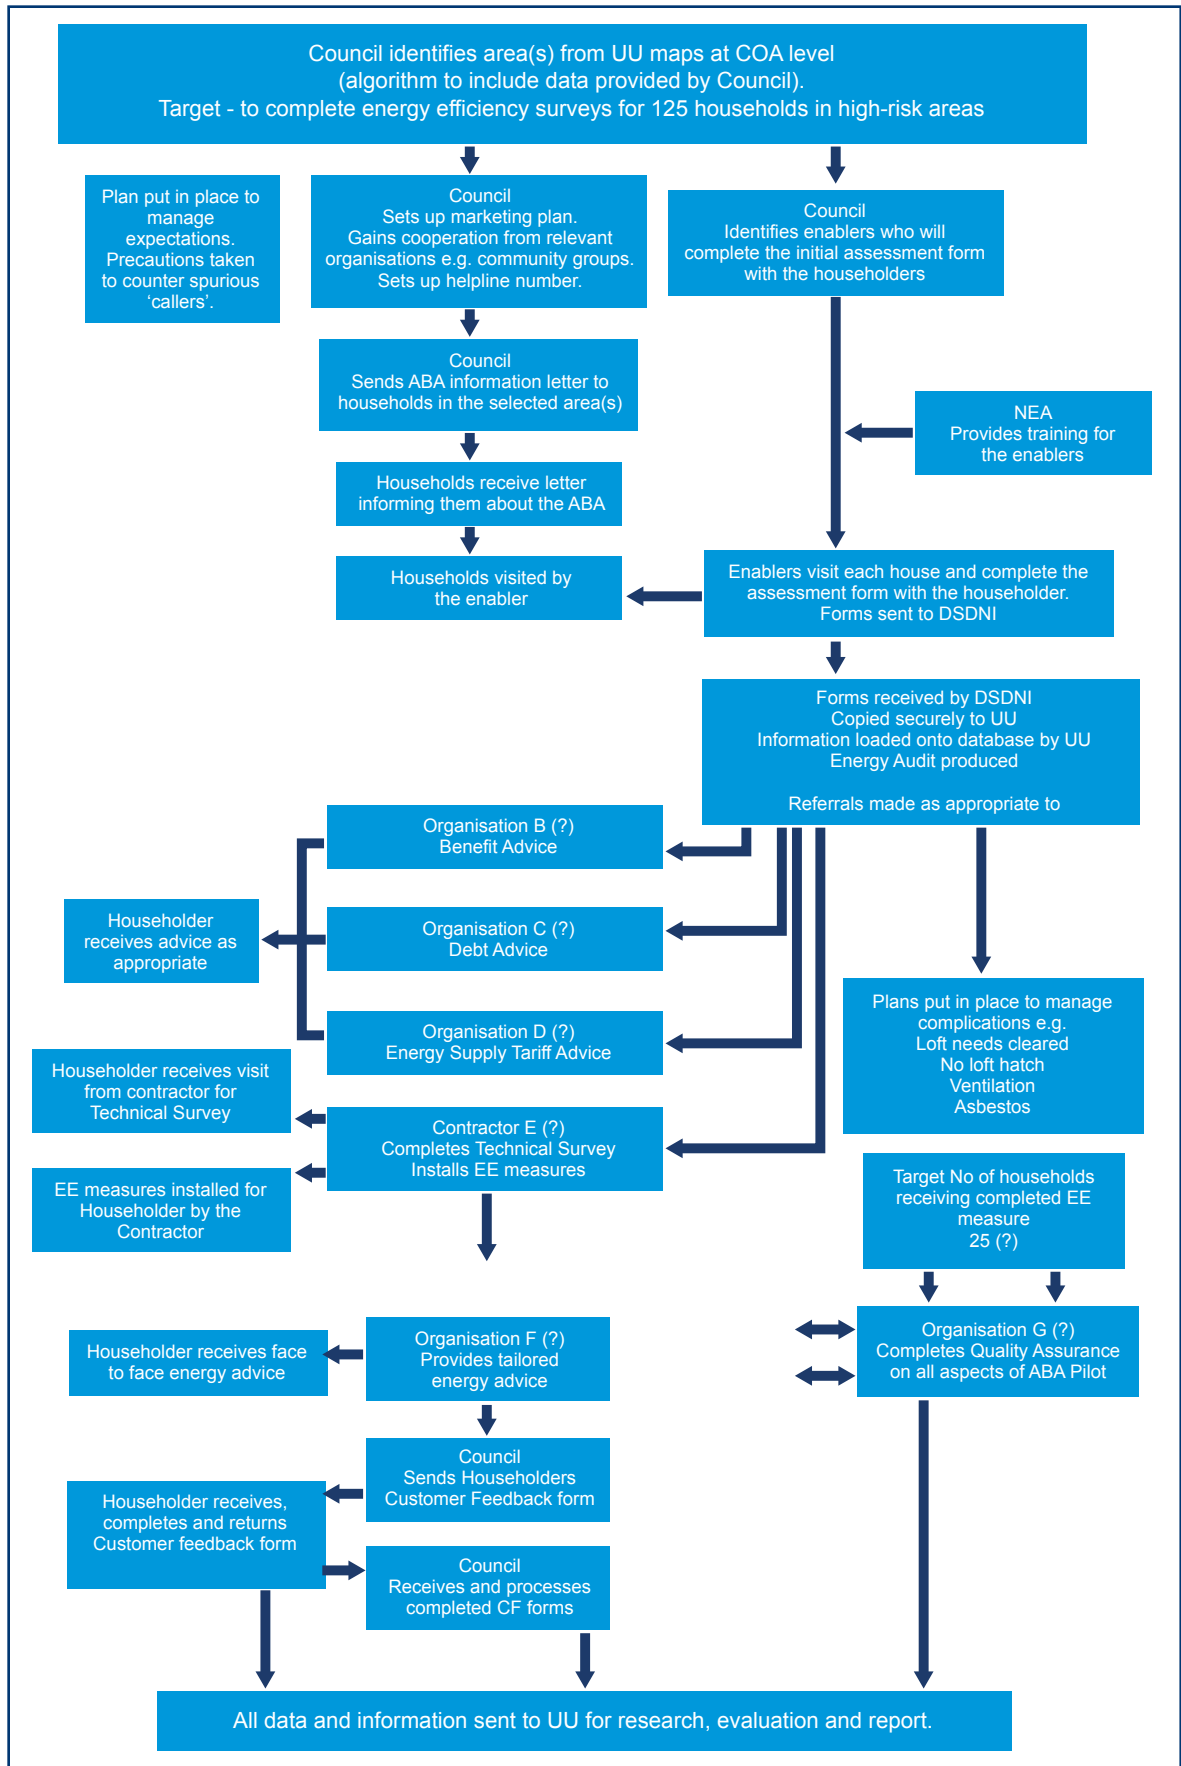 Council identifies area(s) from UU maps at COA level
(algorithm to include data provided by Council).
Target - to complete energy efficiency surveys for 125 households in high-risk areas
Plan put in place to
manage
expectations.
Precautions taken
to counter spurious
‘callers’.
Council
Sets up marketing plan.
Gains cooperation from relevant
organisations e.g. community groups.
Sets up helpline number.
Council
Identifies enablers who will
complete the initial assessment form
with the householders
Council
Sends ABA information letter to
households in the selected area(s)
NEA
Provides training for
the enablers
Households receive letter
informing them about the ABA
Households visited by
the enabler
Enablers visit each house and complete the
assessment form with the householder.
Forms sent to DSDNI
Forms received by DSDNI
Copied securely to UU
Information loaded onto database by UU
Energy Audit produced
Referrals made as appropriate to
Organisation B (?)
Benefit Advice
Householder
receives advice as
appropriate
Organisation C (?)
Debt Advice
Organisation D (?)
Energy Supply Tariff Advice
Plans put in place to manage
complications e.g.
Loft needs cleared
No loft hatch
Ventilation
Asbestos
Householder receives visit
from contractor for
Technical Survey
Contractor E (?)
Completes Technical Survey
Installs EE measures
EE measures installed for
Householder by the
Contractor
Target No of households
receiving completed EE
measure
25 (?)
Householder receives face
to face energy advice
Organisation F (?)
Provides tailored
energy advice
Organisation G (?)
Completes Quality Assurance
on all aspects of ABA Pilot
Council
Sends Householders
Customer Feedback form
Householder receives,
completes and returns
Customer feedback form
Council
Receives and processes
completed CF forms
All data and information sent to UU for research, evaluation and report.